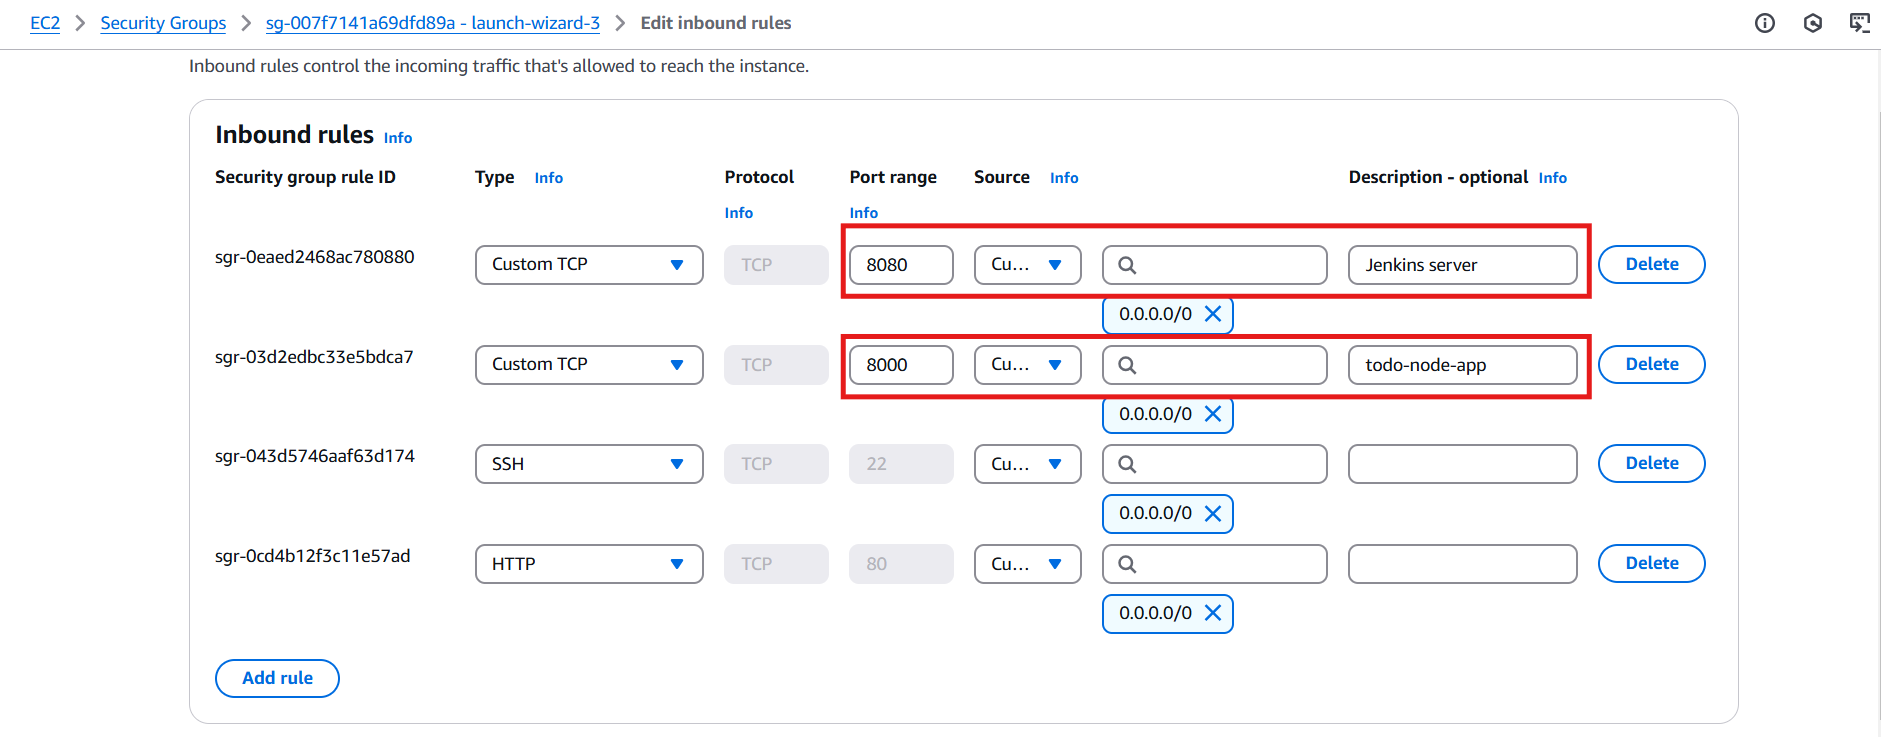 EC2 > Security Groups > sg-007f7141a69dfd89a - launch-wizard-3 > Edit inbound rules
Inbound rules control the incoming traffic that's allowed to reach the instance.
Inbound rules Info
Security group rule ID Type Info Protocol Info Port range Info Source Info Description - optional Info
sgr-0eaed2468ac780880 Custom TCP TCP 8080 Cu... Jenkins server Delete
0.0.0.0/0
sgr-03d2edbc33e5bdca7 Custom TCP TCP 8000 Cu... todo-node-app Delete
0.0.0.0/0
sgr-043d5746aaf63d174 SSH TCP 22 Cu... Delete
0.0.0.0/0
sgr-0cd4b12f3c11e57ad HTTP TCP 80 Cu... Delete
0.0.0.0/0
Add rule